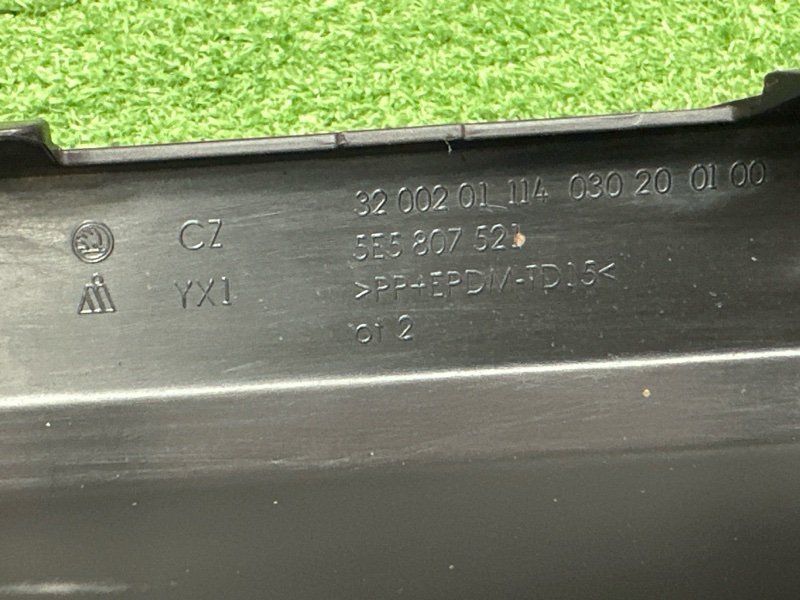 32 002 01 114 030 20 01 00
CZ 5E5 807 521
YX1 >PP+EPDM-TD15<
of 2